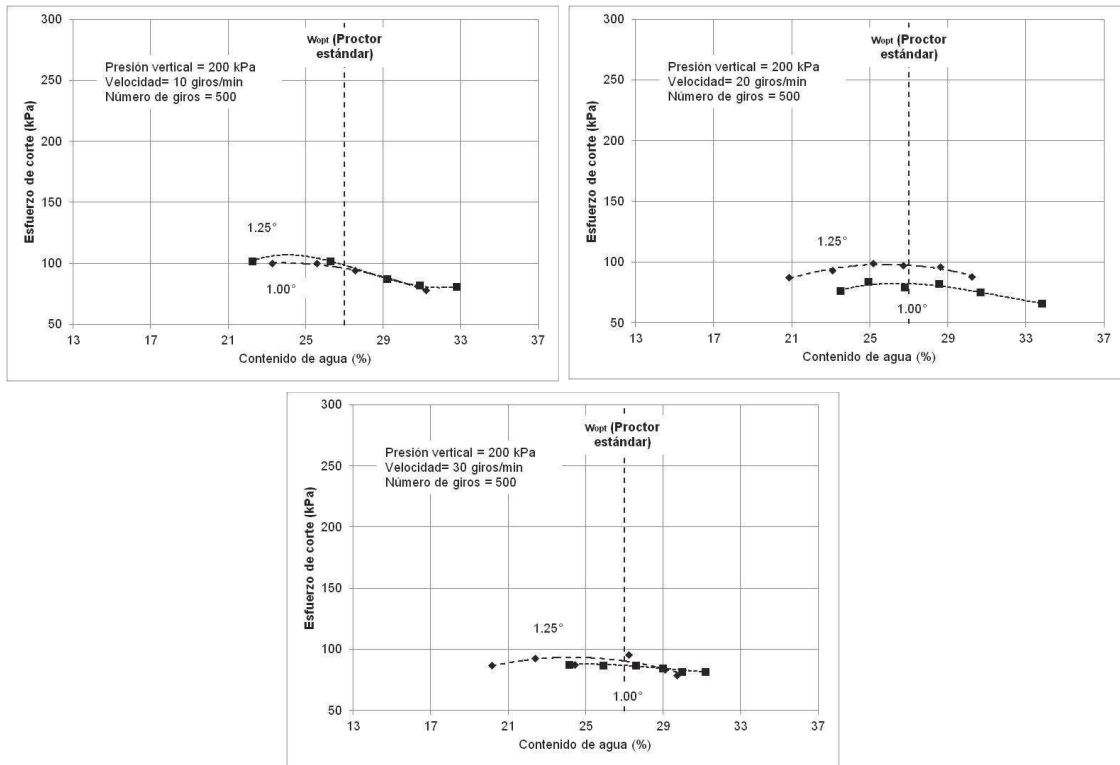 300
250
200
150
100
50
Esfuerzo de corte (kPa)
Wopt (Proctor
estándar)
Presión vertical = 200 kPa
Velocidad= 10 giros/min
Número de giros = 500
1.25°
1.00°
13 17 21 25 29 33 37
Contenido de agua (%)
300
250
200
150
100
50
Esfuerzo de corte (kPa)
Wopt (Proctor
estándar)
Presión vertical = 200 kPa
Velocidad= 20 giros/min
Número de giros = 500
1.25°
1.00°
13 17 21 25 29 33 37
Contenido de agua (%)
300
250
200
150
100
50
Esfuerzo de corte (kPa)
Wopt (Proctor
estándar)
Presión vertical = 200 kPa
Velocidad= 30 giros/min
Número de giros = 500
1.25°
1.00°
13 17 21 25 29 33 37
Contenido de agua (%)